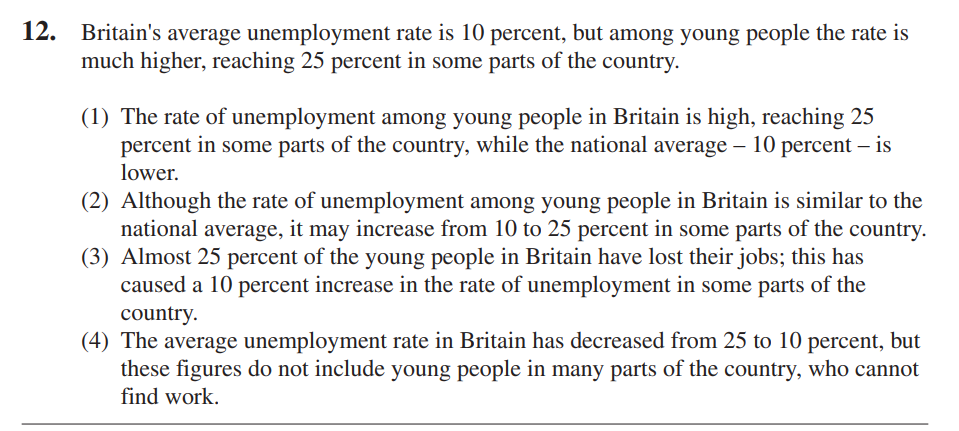 12. Britain's average unemployment rate is 10 percent, but among young people the rate is
much higher, reaching 25 percent in some parts of the country.
(1) The rate of unemployment among young people in Britain is high, reaching 25
percent in some parts of the country, while the national average – 10 percent – is
lower.
(2) Although the rate of unemployment among young people in Britain is similar to the
national average, it may increase from 10 to 25 percent in some parts of the country.
(3) Almost 25 percent of the young people in Britain have lost their jobs; this has
caused a 10 percent increase in the rate of unemployment in some parts of the
country.
(4) The average unemployment rate in Britain has decreased from 25 to 10 percent, but
these figures do not include young people in many parts of the country, who cannot
find work.